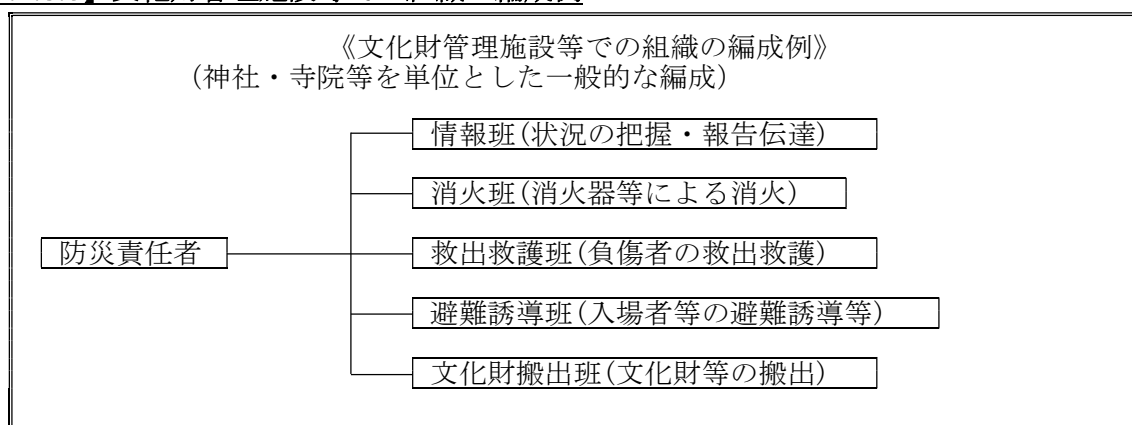 《文化財管理施設等での組織の編成例》
(神社・寺院等を単位とした一般的な編成)
情報班(状況の把握・報告伝達)
消火班(消火器等による消火)
防災責任者
救出救護班(負傷者の救出救護)
避難誘導班(入場者等の避難誘導等)
文化財搬出班(文化財等の搬出)